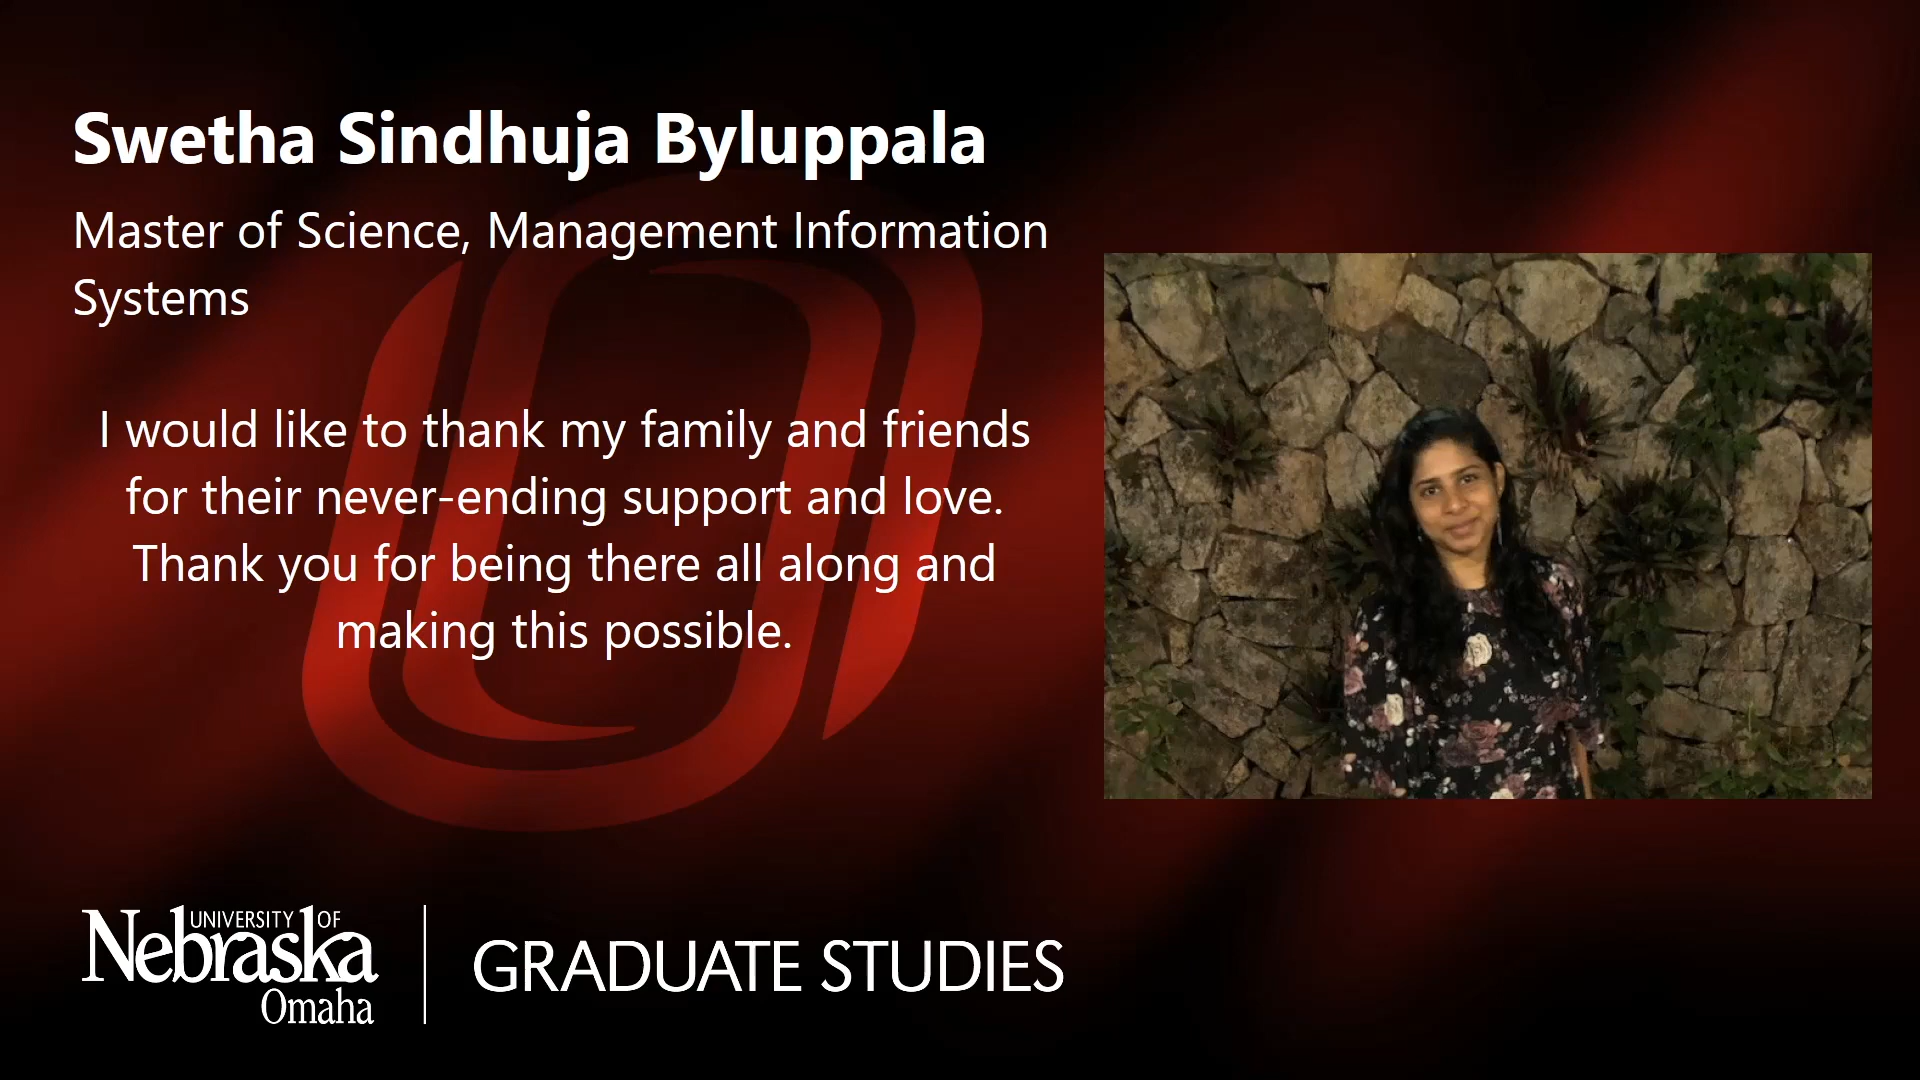 Swetha Sindhuja Byluppala
Master of Science, Management Information
Systems
I would like to thank my family and friends
for their never-ending support and love.
Thank you for being there all along and
making this possible.
UNIVERSITY OF
Nebraska
Omaha
GRADUATE STUDIES